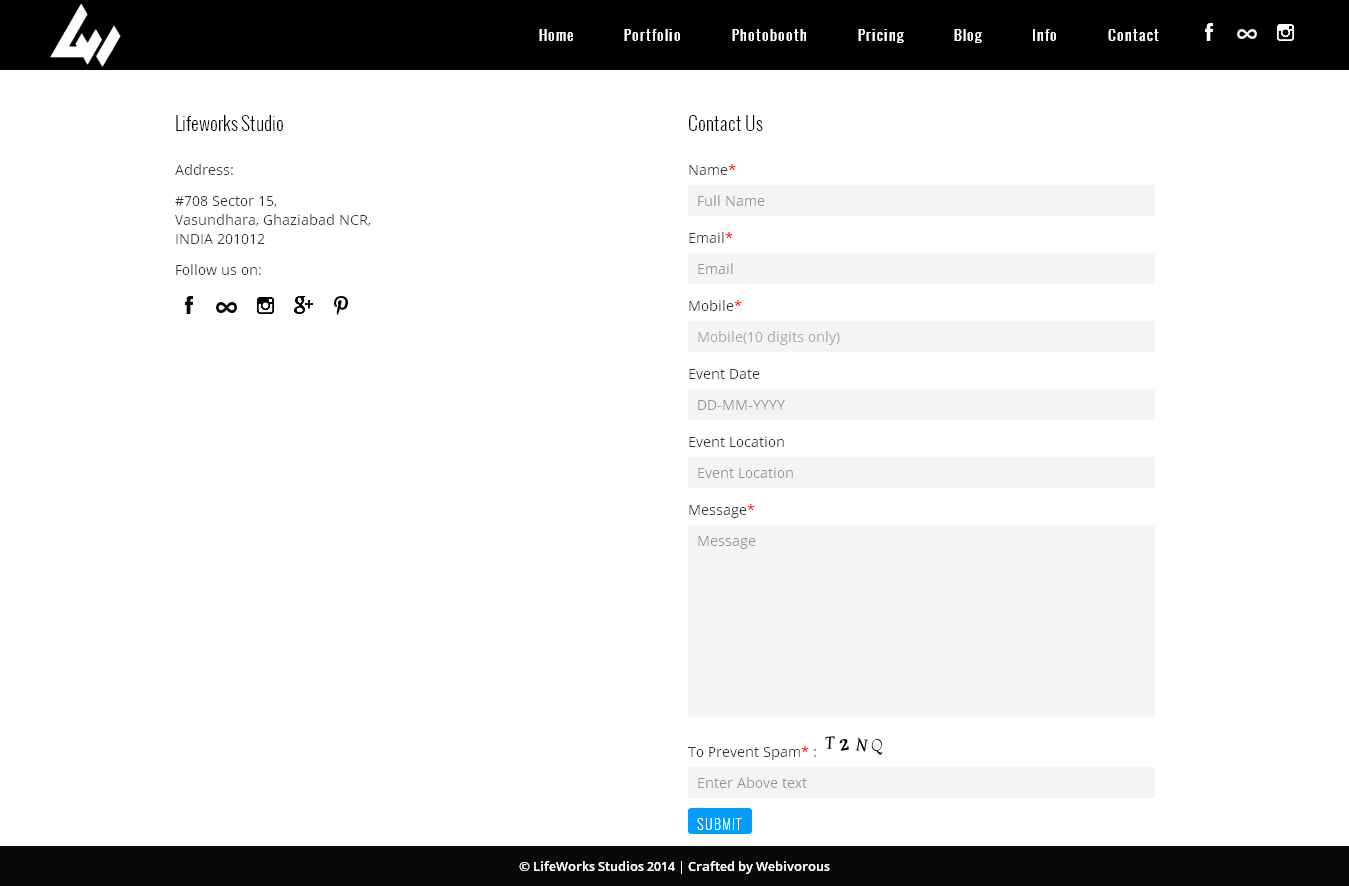 Home Portfolio Photobooth Pricing Blog Info Contact
Lifeworks Studio
Address:
#708 Sector 15,
Vasundhara, Ghaziabad NCR,
INDIA 201012
Follow us on:
Contact Us
Name*
Full Name
Email*
Email
Mobile*
Mobile(10 digits only)
Event Date
DD-MM-YYYY
Event Location
Event Location
Message*
Message
To Prevent Spam* : T2NQ
Enter Above text
SUBMIT
© LifeWorks Studios 2014 | Crafted by Webivorous